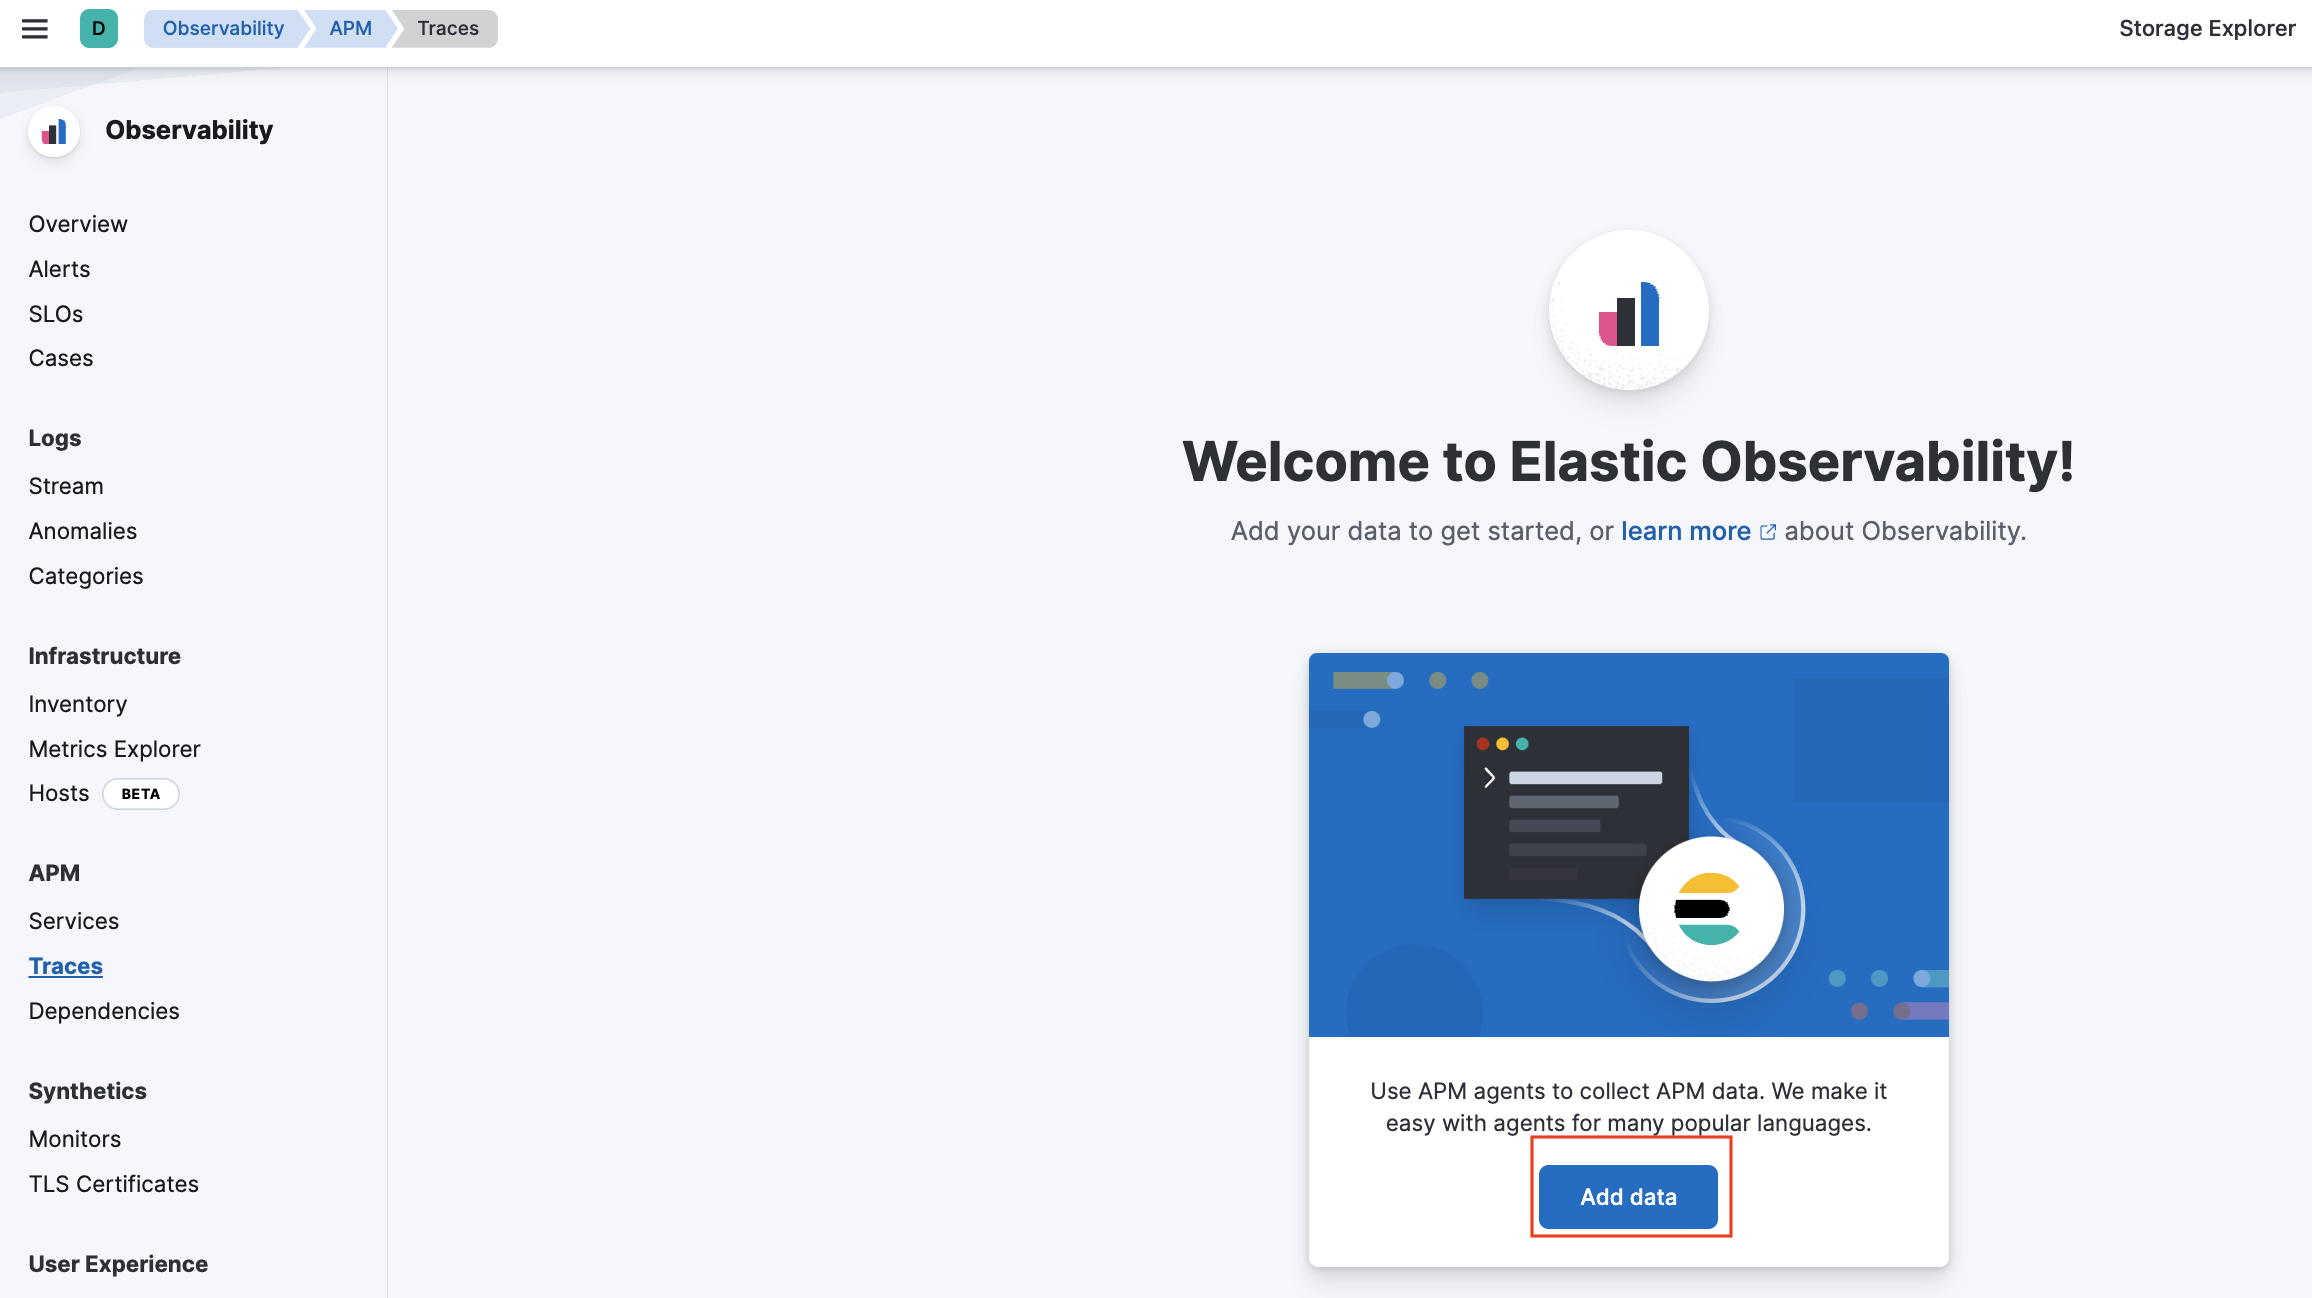 D Observability APM Traces Storage Explorer
Observability
Overview
Alerts
SLOs
Cases
Logs
Stream
Anomalies
Categories
Infrastructure
Inventory
Metrics Explorer
Hosts BETA
APM
Services
Traces
Dependencies
Synthetics
Monitors
TLS Certificates
User Experience
Welcome to Elastic Observability!
Add your data to get started, or learn more about Observability.
Use APM agents to collect APM data. We make it
easy with agents for many popular languages.
Add data